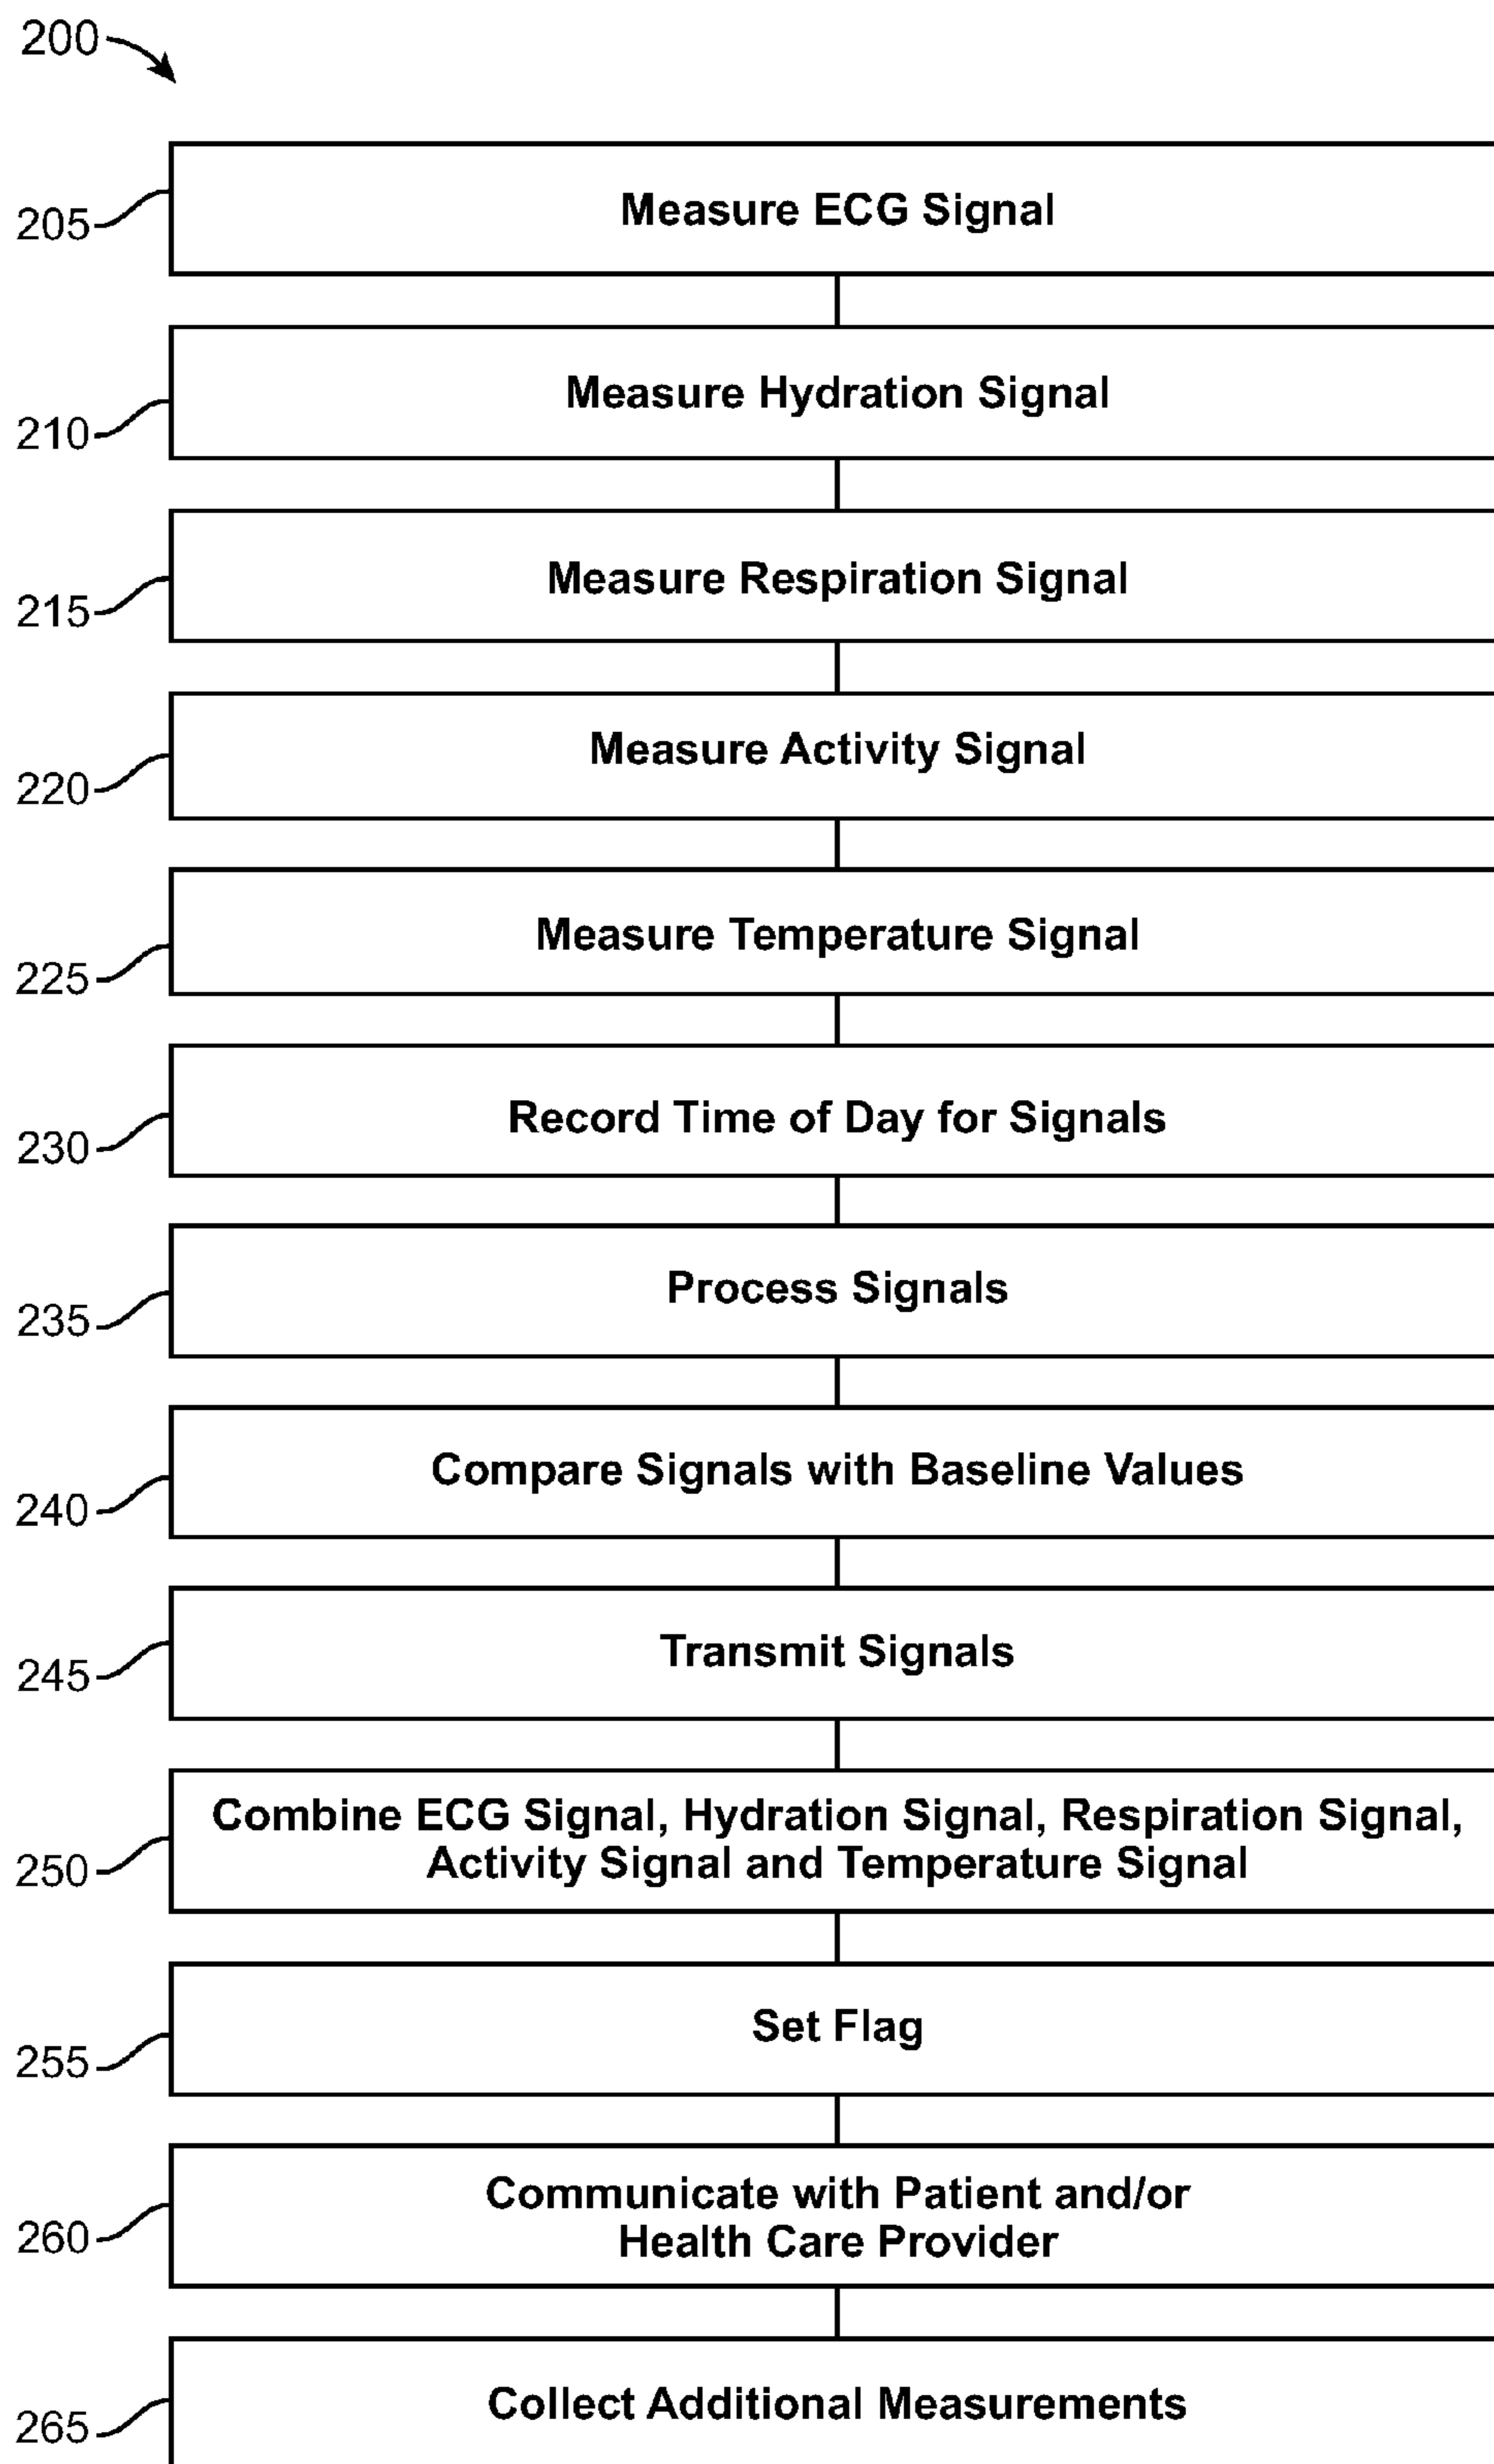 200
Measure ECG Signal
205
Measure Hydration Signal
210
Measure Respiration Signal
215
Measure Activity Signal
220
Measure Temperature Signal
225
Record Time of Day for Signals
230
Process Signals
235
Compare Signals with Baseline Values
240
Transmit Signals
245
Combine ECG Signal, Hydration Signal, Respiration Signal,
Activity Signal and Temperature Signal
250
Set Flag
255
Communicate with Patient and/or
Health Care Provider
260
Collect Additional Measurements
265